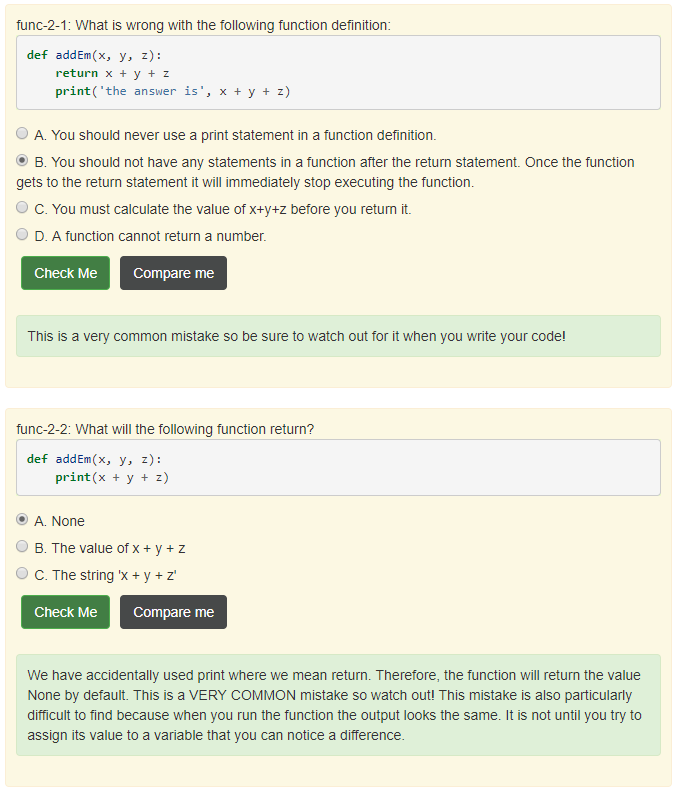 func-2-1: What is wrong with the following function definition:
def addEm(x, y, z):
    return x + y + z
    print('the answer is', x + y + z)
A. You should never use a print statement in a function definition.
B. You should not have any statements in a function after the return statement. Once the function
gets to the return statement it will immediately stop executing the function.
C. You must calculate the value of x+y+z before you return it.
D. A function cannot return a number.
Check Me Compare me
This is a very common mistake so be sure to watch out for it when you write your code!
func-2-2: What will the following function return?
def addEm(x, y, z):
    print(x + y + z)
A. None
B. The value of x + y + z
C. The string 'x + y + z'
Check Me Compare me
We have accidentally used print where we mean return. Therefore, the function will return the value
None by default. This is a VERY COMMON mistake so watch out! This mistake is also particularly
difficult to find because when you run the function the output looks the same. It is not until you try to
assign its value to a variable that you can notice a difference.